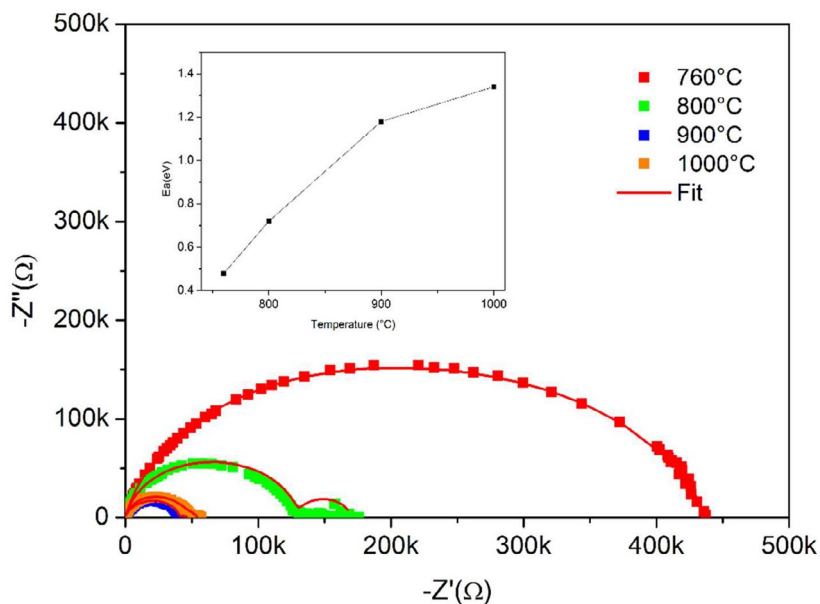 500k
400k
300k
200k
100k
0
-Z''(Ω)
0
100k
200k
300k
400k
500k
-Z'(Ω)
760°C
800°C
900°C
1000°C
Fit
1.4
1.2
1.0
0.8
0.6
0.4
Ea(eV)
800
900
1000
Temperature (°C)